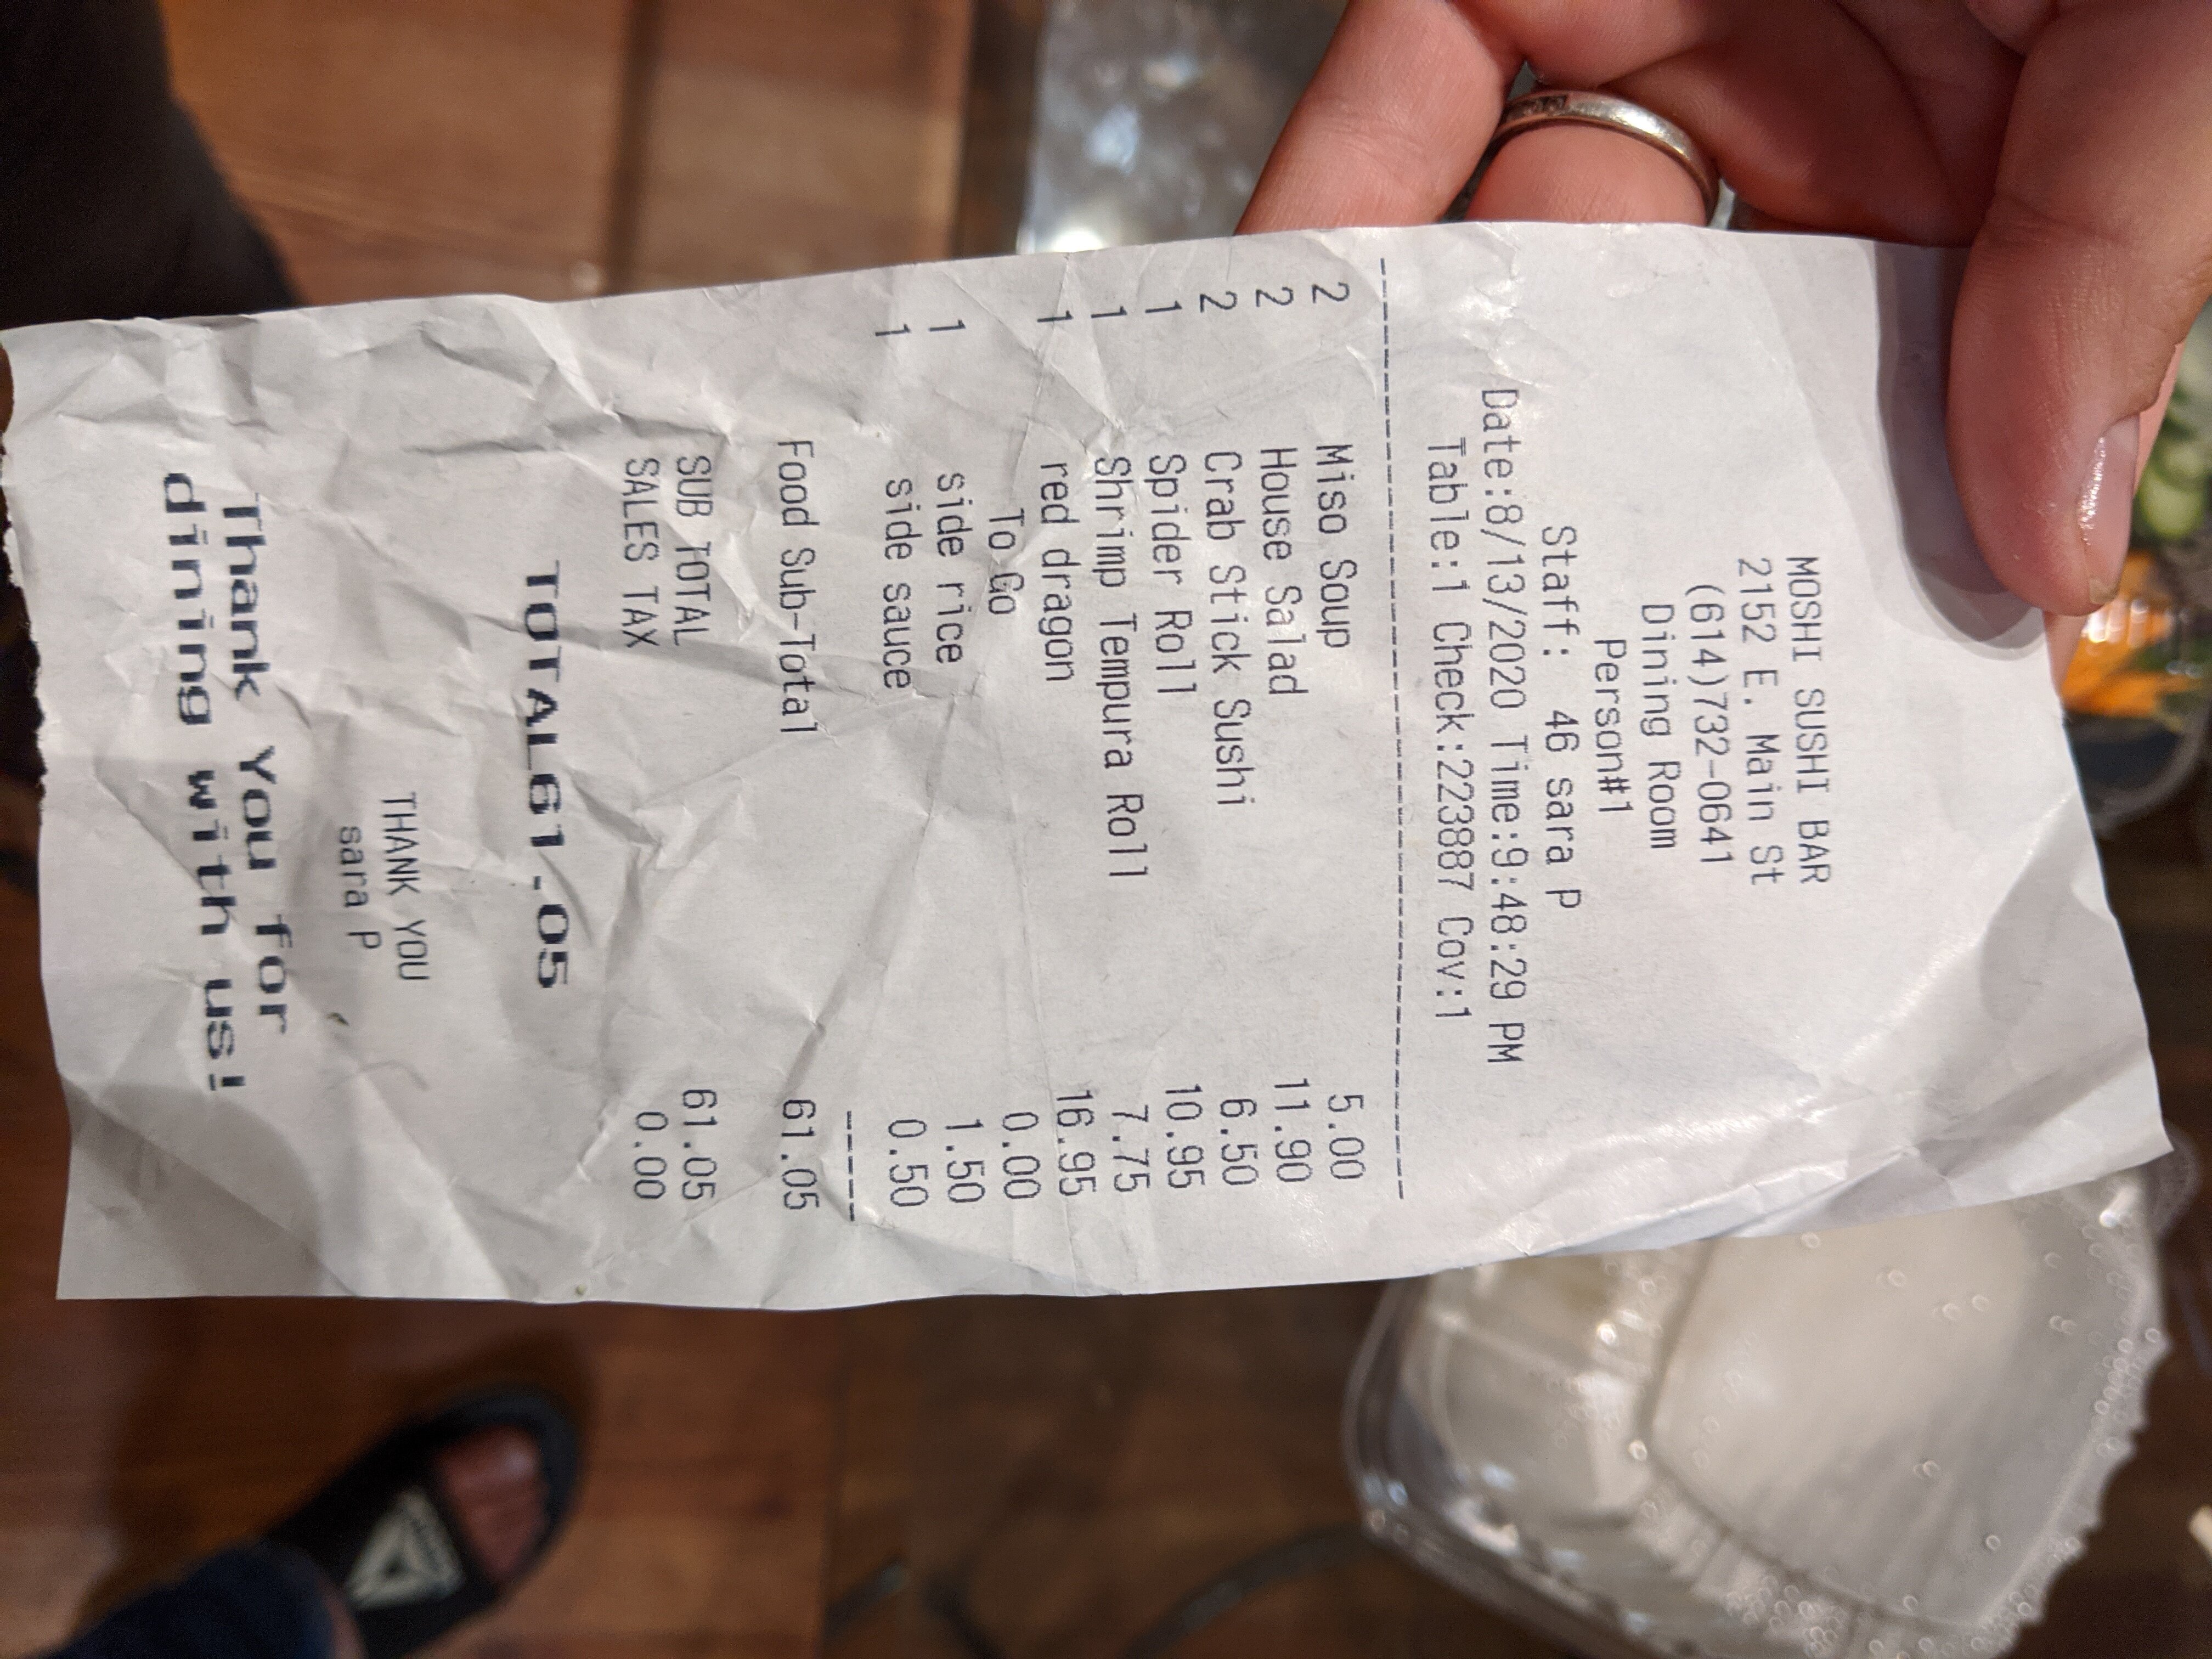 MOSHI SUSHI BAR
2152 E. Main St
(614)732-0641
Dining Room
Person#1
Staff: 46 sara P
Date:8/13/2020 Time:9:48:29 PM
Table:1 Check:223887 Cov:1
--------------------------------
2 Miso Soup 5.00
2 House Salad 11.90
2 Crab Stick Sushi 6.50
1 Spider Roll 10.95
1 Shrimp Tempura Roll 7.75
1 red dragon 16.95
To Go 0.00
1 side rice 1.50
1 side sauce 0.50
-----
Food Sub-Total 61.05
SUB TOTAL 61.05
SALES TAX 0.00
TOTAL61.05
THANK YOU
sara P
Thank You for
dining with us!